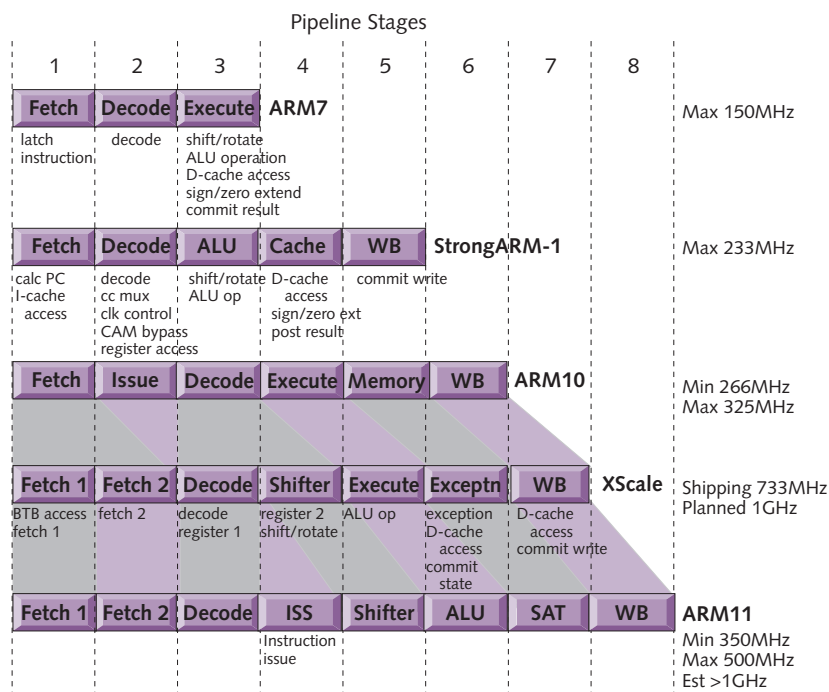 Pipeline Stages
1 2 3 4 5 6 7 8
Fetch Decode Execute ARM7
Max 150MHz
latch
instruction
decode
shift/rotate
ALU operation
D-cache access
sign/zero extend
commit result
Fetch Decode ALU Cache WB StrongARM-1
Max 233MHz
calc PC
I-cache
access
decode
cc mux
clk control
CAM bypass
register access
shift/rotate
ALU op
D-cache
access
sign/zero ext
post result
commit write
Fetch Issue Decode Execute Memory WB ARM10
Min 266MHz
Max 325MHz
Fetch 1 Fetch 2 Decode Shifter Execute Exceptn WB XScale
Shipping 733MHz
Planned 1GHz
BTB access
fetch 1
fetch 2
decode
register 1
register 2
shift/rotate
ALU op
exception
D-cache
access
commit
state
D-cache
access
commit write
Fetch 1 Fetch 2 Decode ISS Shifter ALU SAT WB ARM11
Instruction
issue
Min 350MHz
Max 500MHz
Est >1GHz